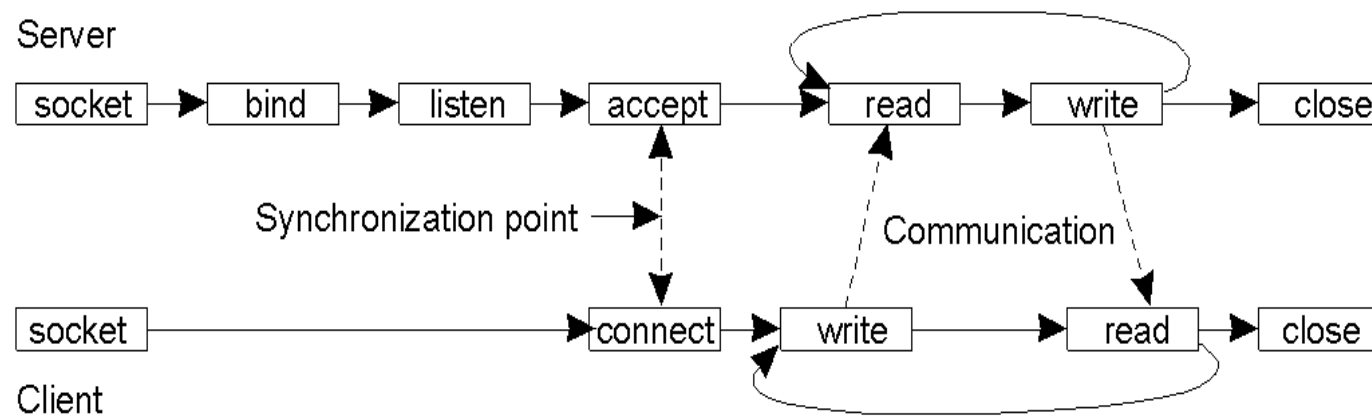 Server
socket bind listen accept read write close
Synchronization point
Communication
socket connect write read close
Client